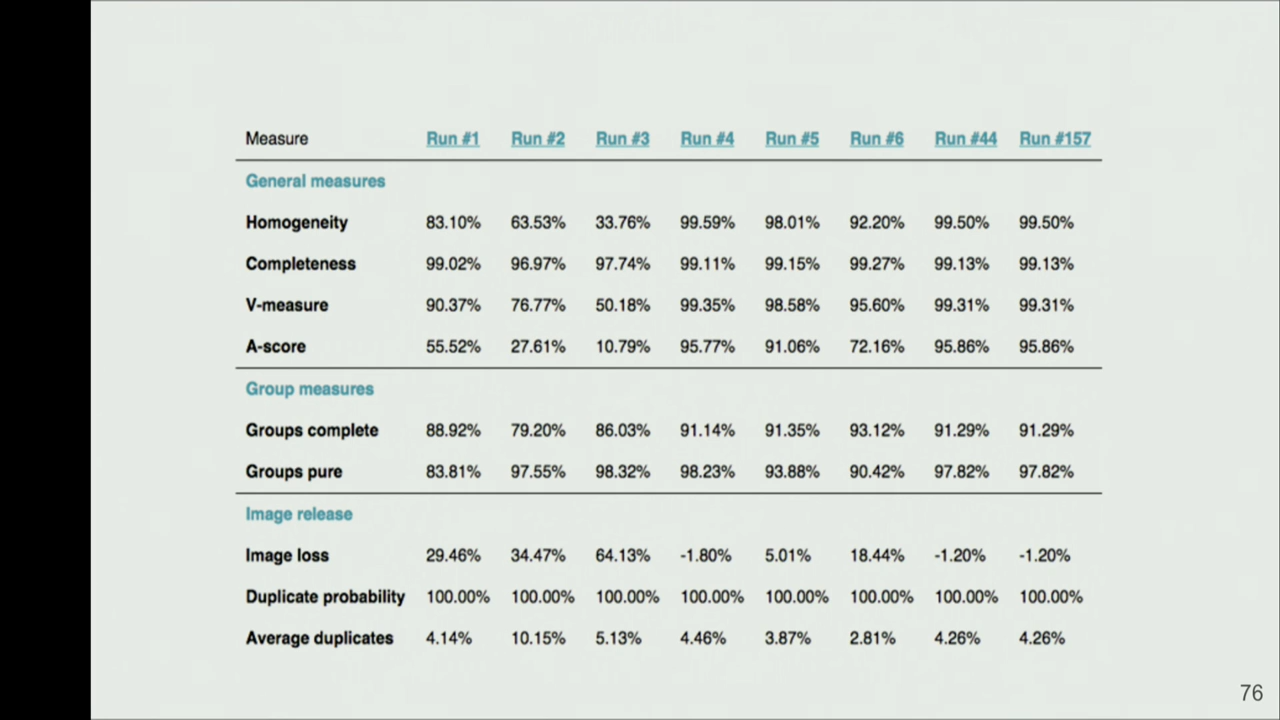 Measure Run #1 Run #2 Run #3 Run #4 Run #5 Run #6 Run #44 Run #157
General measures
Homogeneity 83.10% 63.53% 33.76% 99.59% 98.01% 92.20% 99.50% 99.50%
Completeness 99.02% 96.97% 97.74% 99.11% 99.15% 99.27% 99.13% 99.13%
V-measure 90.37% 76.77% 50.18% 99.35% 98.58% 95.60% 99.31% 99.31%
A-score 55.52% 27.61% 10.79% 95.77% 91.06% 72.16% 95.86% 95.86%
Group measures
Groups complete 88.92% 79.20% 86.03% 91.14% 91.35% 93.12% 91.29% 91.29%
Groups pure 83.81% 97.55% 98.32% 98.23% 93.88% 90.42% 97.82% 97.82%
Image release
Image loss 29.46% 34.47% 64.13% -1.80% 5.01% 18.44% -1.20% -1.20%
Duplicate probability 100.00% 100.00% 100.00% 100.00% 100.00% 100.00% 100.00% 100.00%
Average duplicates 4.14% 10.15% 5.13% 4.46% 3.87% 2.81% 4.26% 4.26%
76